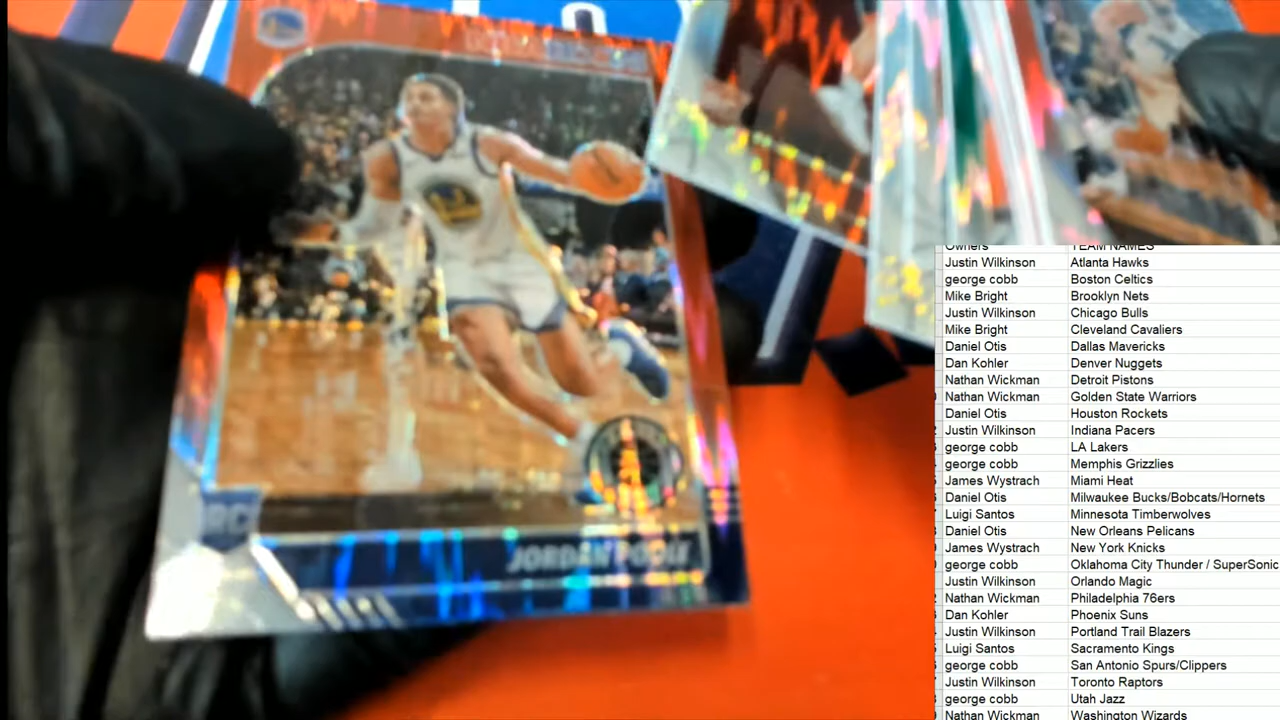 RC
JORDAN POOLE
Owners TEAM NAMES
Justin Wilkinson Atlanta Hawks
george cobb Boston Celtics
Mike Bright Brooklyn Nets
Justin Wilkinson Chicago Bulls
Mike Bright Cleveland Cavaliers
Daniel Otis Dallas Mavericks
Dan Kohler Denver Nuggets
Nathan Wickman Detroit Pistons
Nathan Wickman Golden State Warriors
Daniel Otis Houston Rockets
Justin Wilkinson Indiana Pacers
george cobb LA Lakers
george cobb Memphis Grizzlies
James Wystrach Miami Heat
Daniel Otis Milwaukee Bucks/Bobcats/Hornets
Luigi Santos Minnesota Timberwolves
Daniel Otis New Orleans Pelicans
James Wystrach New York Knicks
george cobb Oklahoma City Thunder / SuperSonic
Justin Wilkinson Orlando Magic
Nathan Wickman Philadelphia 76ers
Dan Kohler Phoenix Suns
Justin Wilkinson Portland Trail Blazers
Luigi Santos Sacramento Kings
george cobb San Antonio Spurs/Clippers
Justin Wilkinson Toronto Raptors
george cobb Utah Jazz
Nathan Wickman Washington Wizards